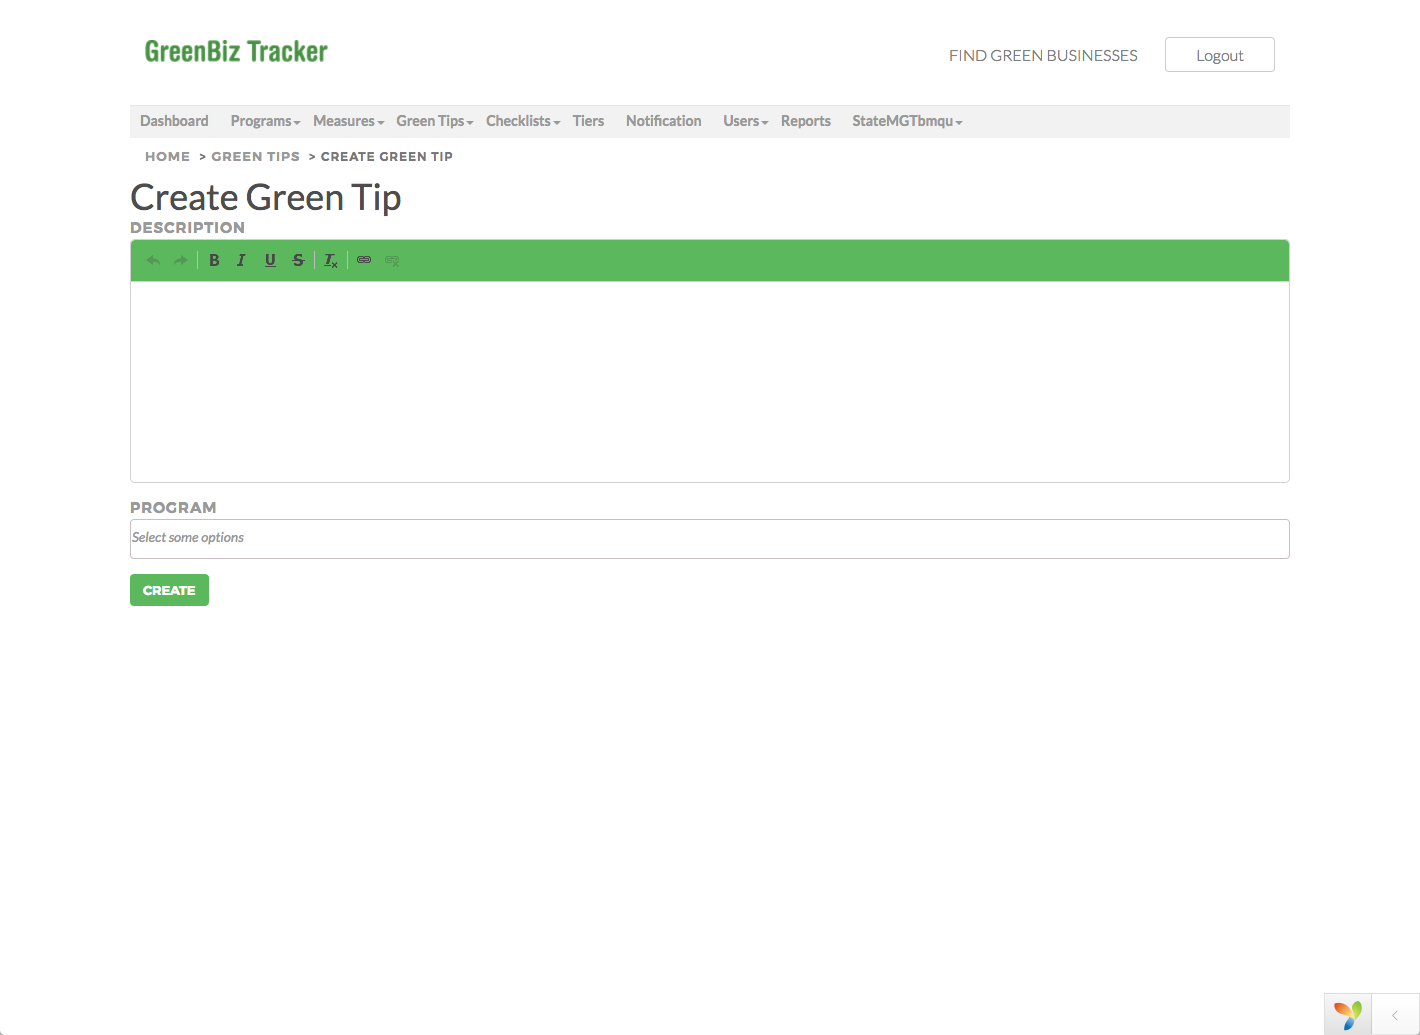 GreenBiz Tracker
FIND GREEN BUSINESSES
Logout
Dashboard Programs Measures Green Tips Checklists Tiers Notification Users Reports StateMGTbmqu
HOME > GREEN TIPS > CREATE GREEN TIP
Create Green Tip
DESCRIPTION
B I U S Tx
PROGRAM
Select some options
CREATE